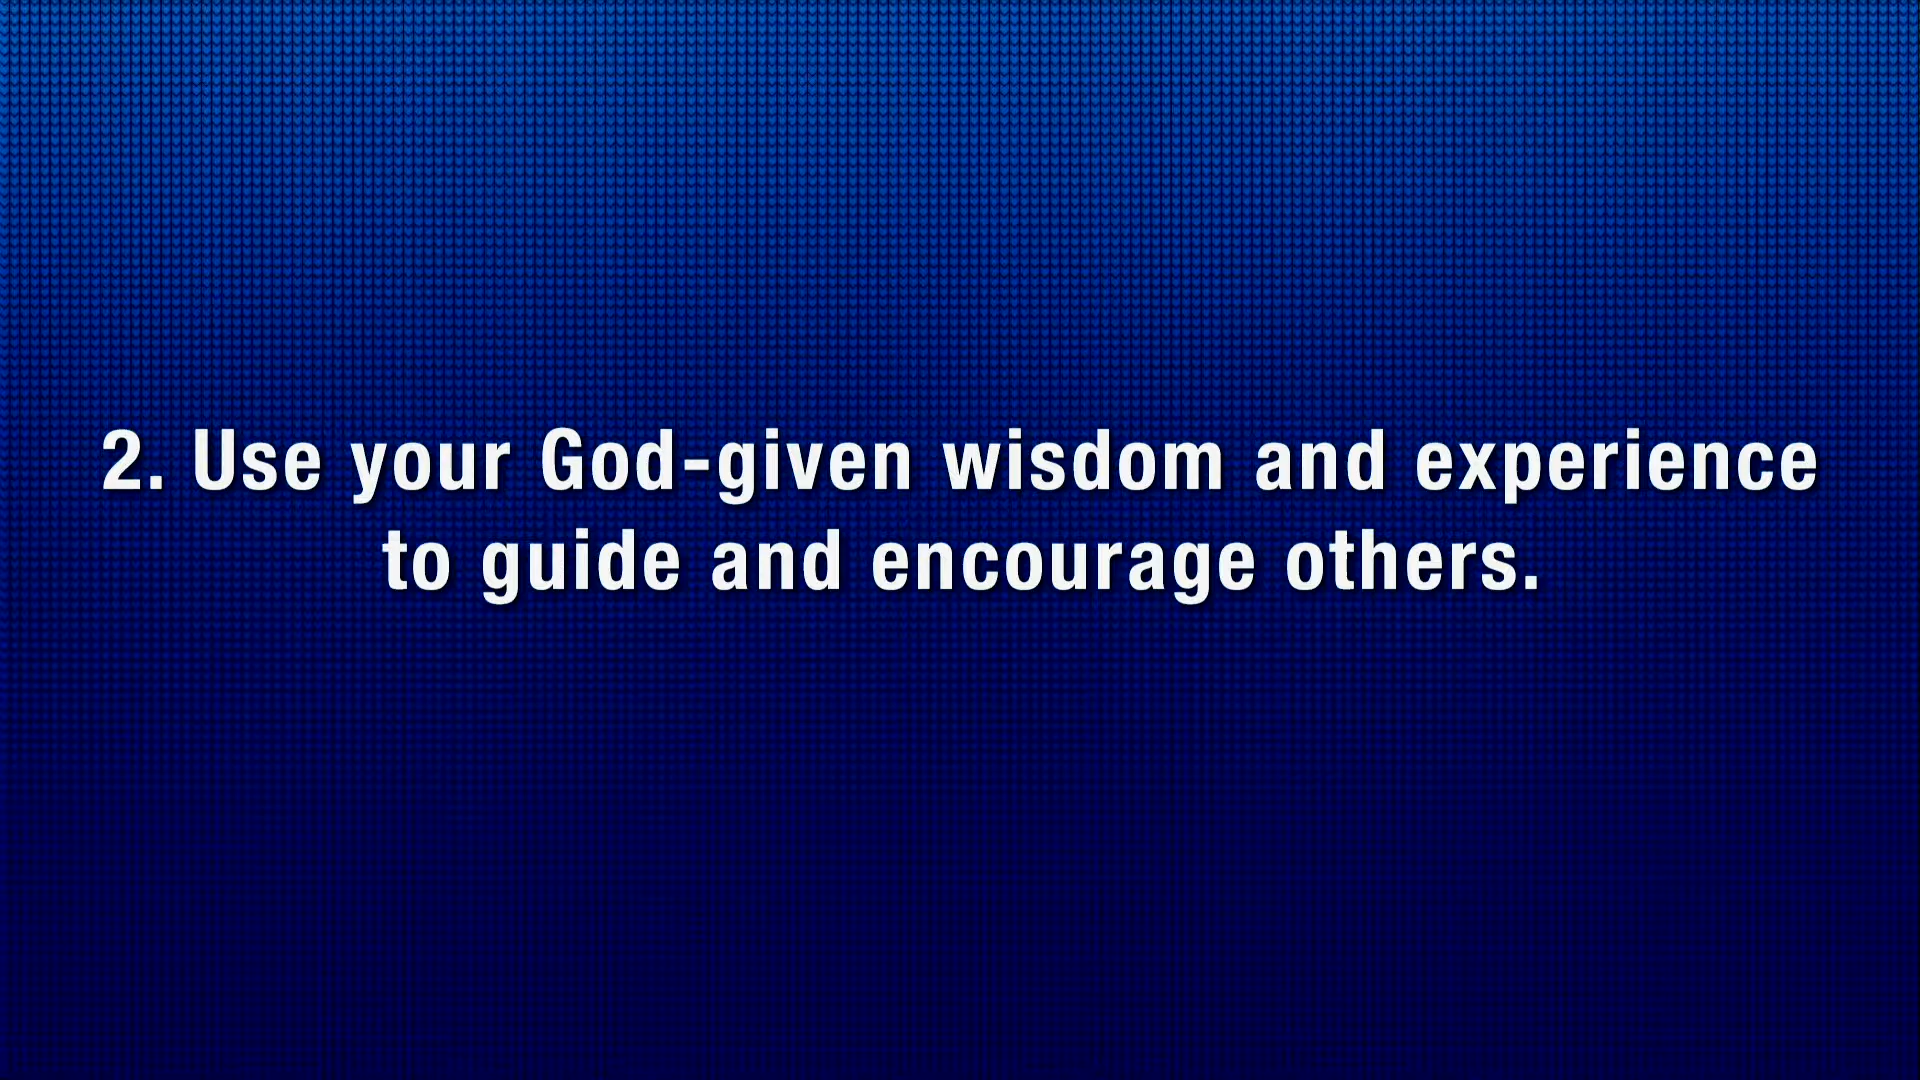 2. Use your God-given wisdom and experience
to guide and encourage others.